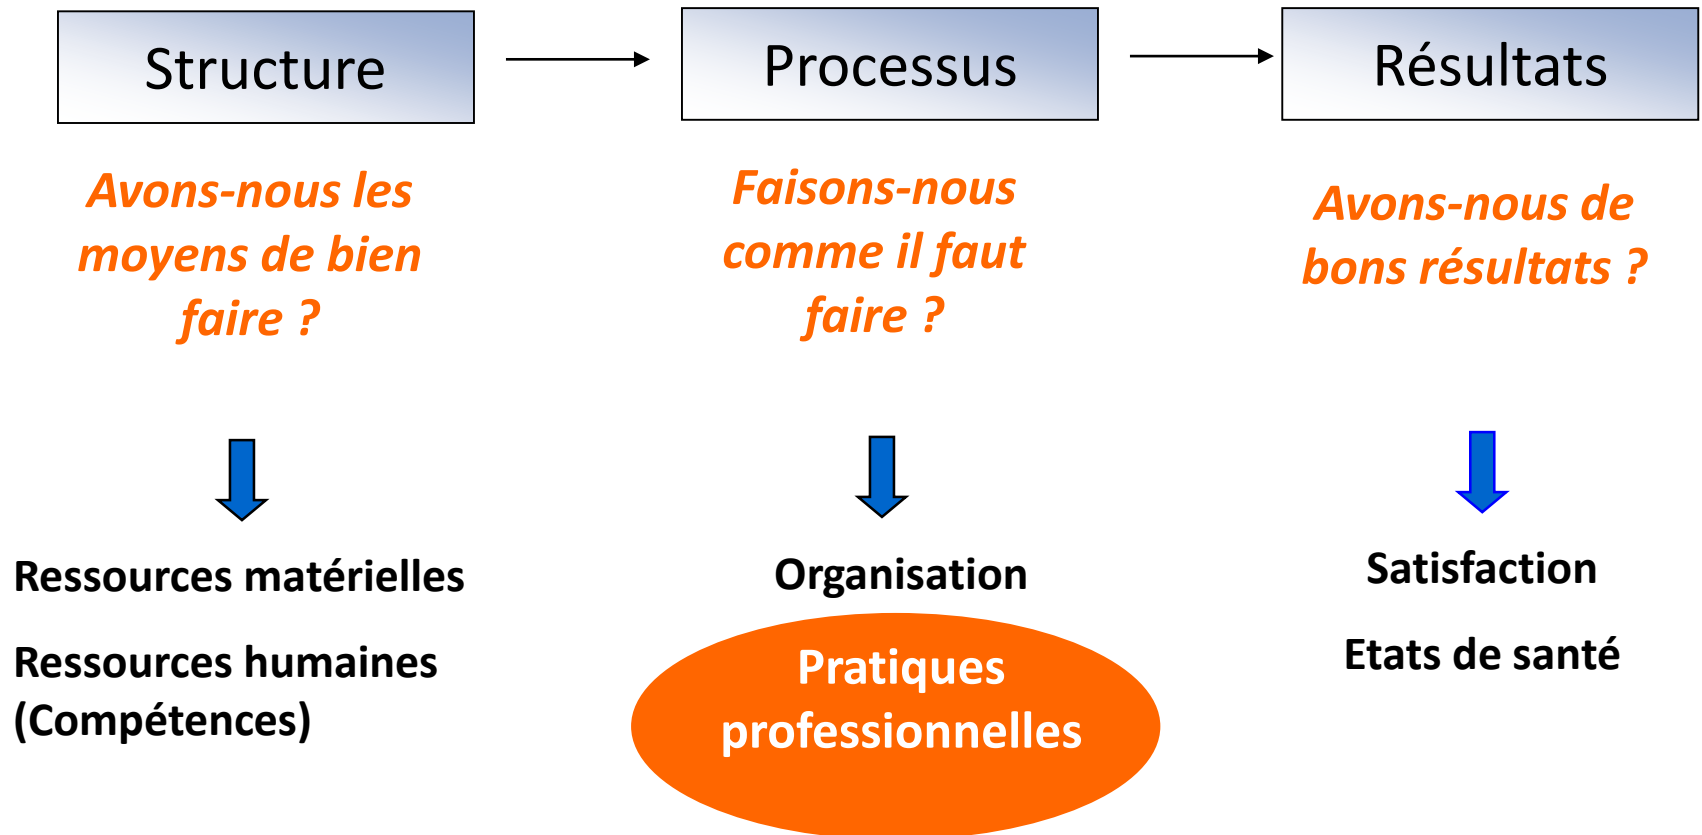 Structure
Processus
Résultats
Avons-nous les
moyens de bien
faire ?
Faisons-nous
comme il faut
faire ?
Avons-nous de
bons résultats ?
Ressources matérielles
Ressources humaines
(Compétences)
Organisation
Pratiques
professionnelles
Satisfaction
Etats de santé